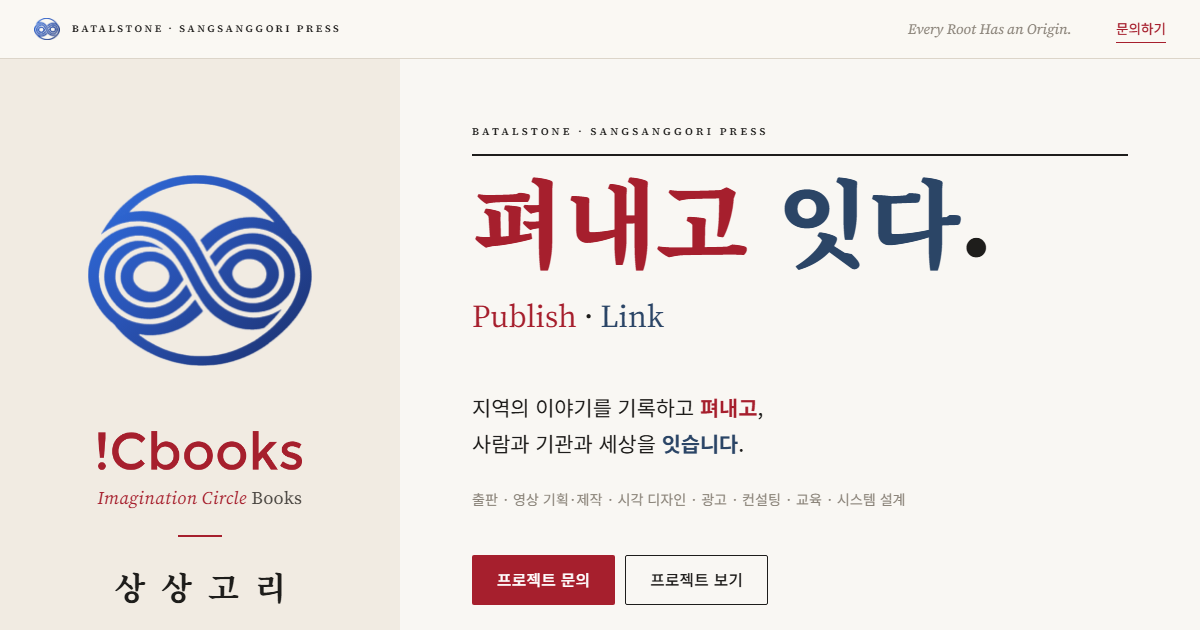 BATALSTONE · SANGSANGGORI PRESS
Every Root Has an Origin.
문의하기
!Cbooks
Imagination Circle Books
상상고리
BATALSTONE · SANGSANGGORI PRESS
펴내고 잇다.
Publish · Link
지역의 이야기를 기록하고 펴내고,
사람과 기관과 세상을 잇습니다.
출판 · 영상 기획·제작 · 시각 디자인 · 광고 · 컨설팅 · 교육 · 시스템 설계
프로젝트 문의
프로젝트 보기